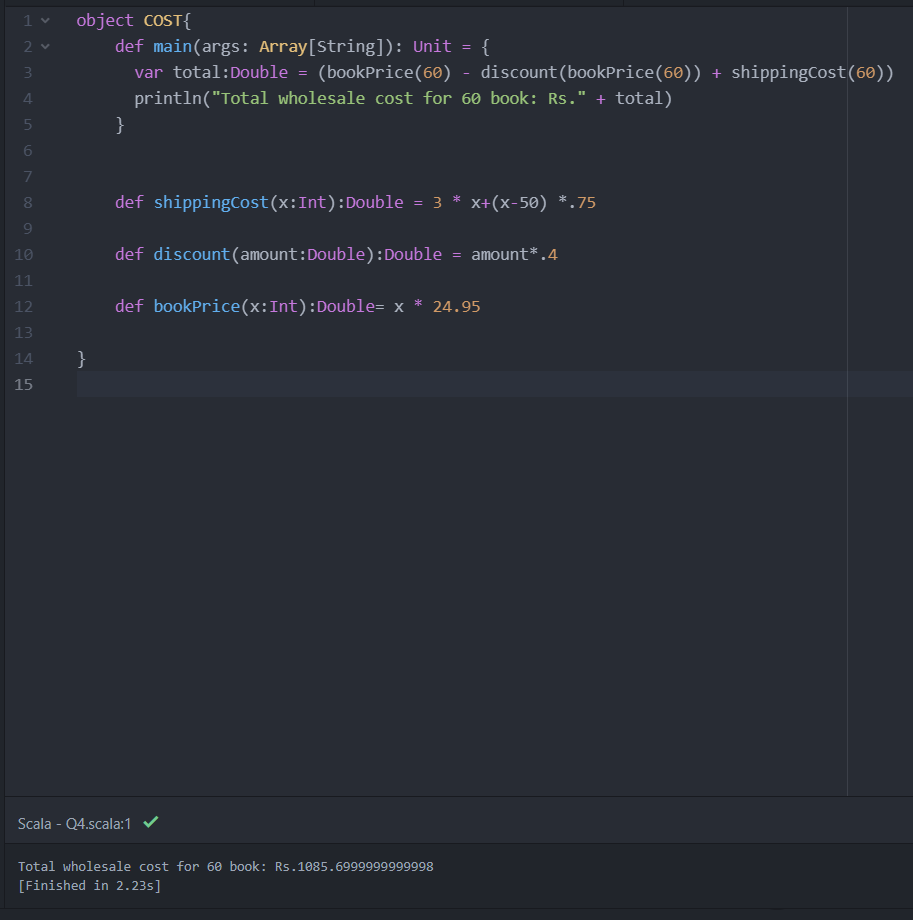 1 object COST{
2 def main(args: Array[String]): Unit = {
3 var total:Double = (bookPrice(60) - discount(bookPrice(60)) + shippingCost(60))
4 println("Total wholesale cost for 60 book: Rs." + total)
5 }
6
7
8 def shippingCost(x:Int):Double = 3 * x+(x-50) *.75
9
10 def discount(amount:Double):Double = amount*.4
11
12 def bookPrice(x:Int):Double= x * 24.95
13
14 }
15
Scala - Q4.scala:1
Total wholesale cost for 60 book: Rs.1085.6999999999998
[Finished in 2.23s]